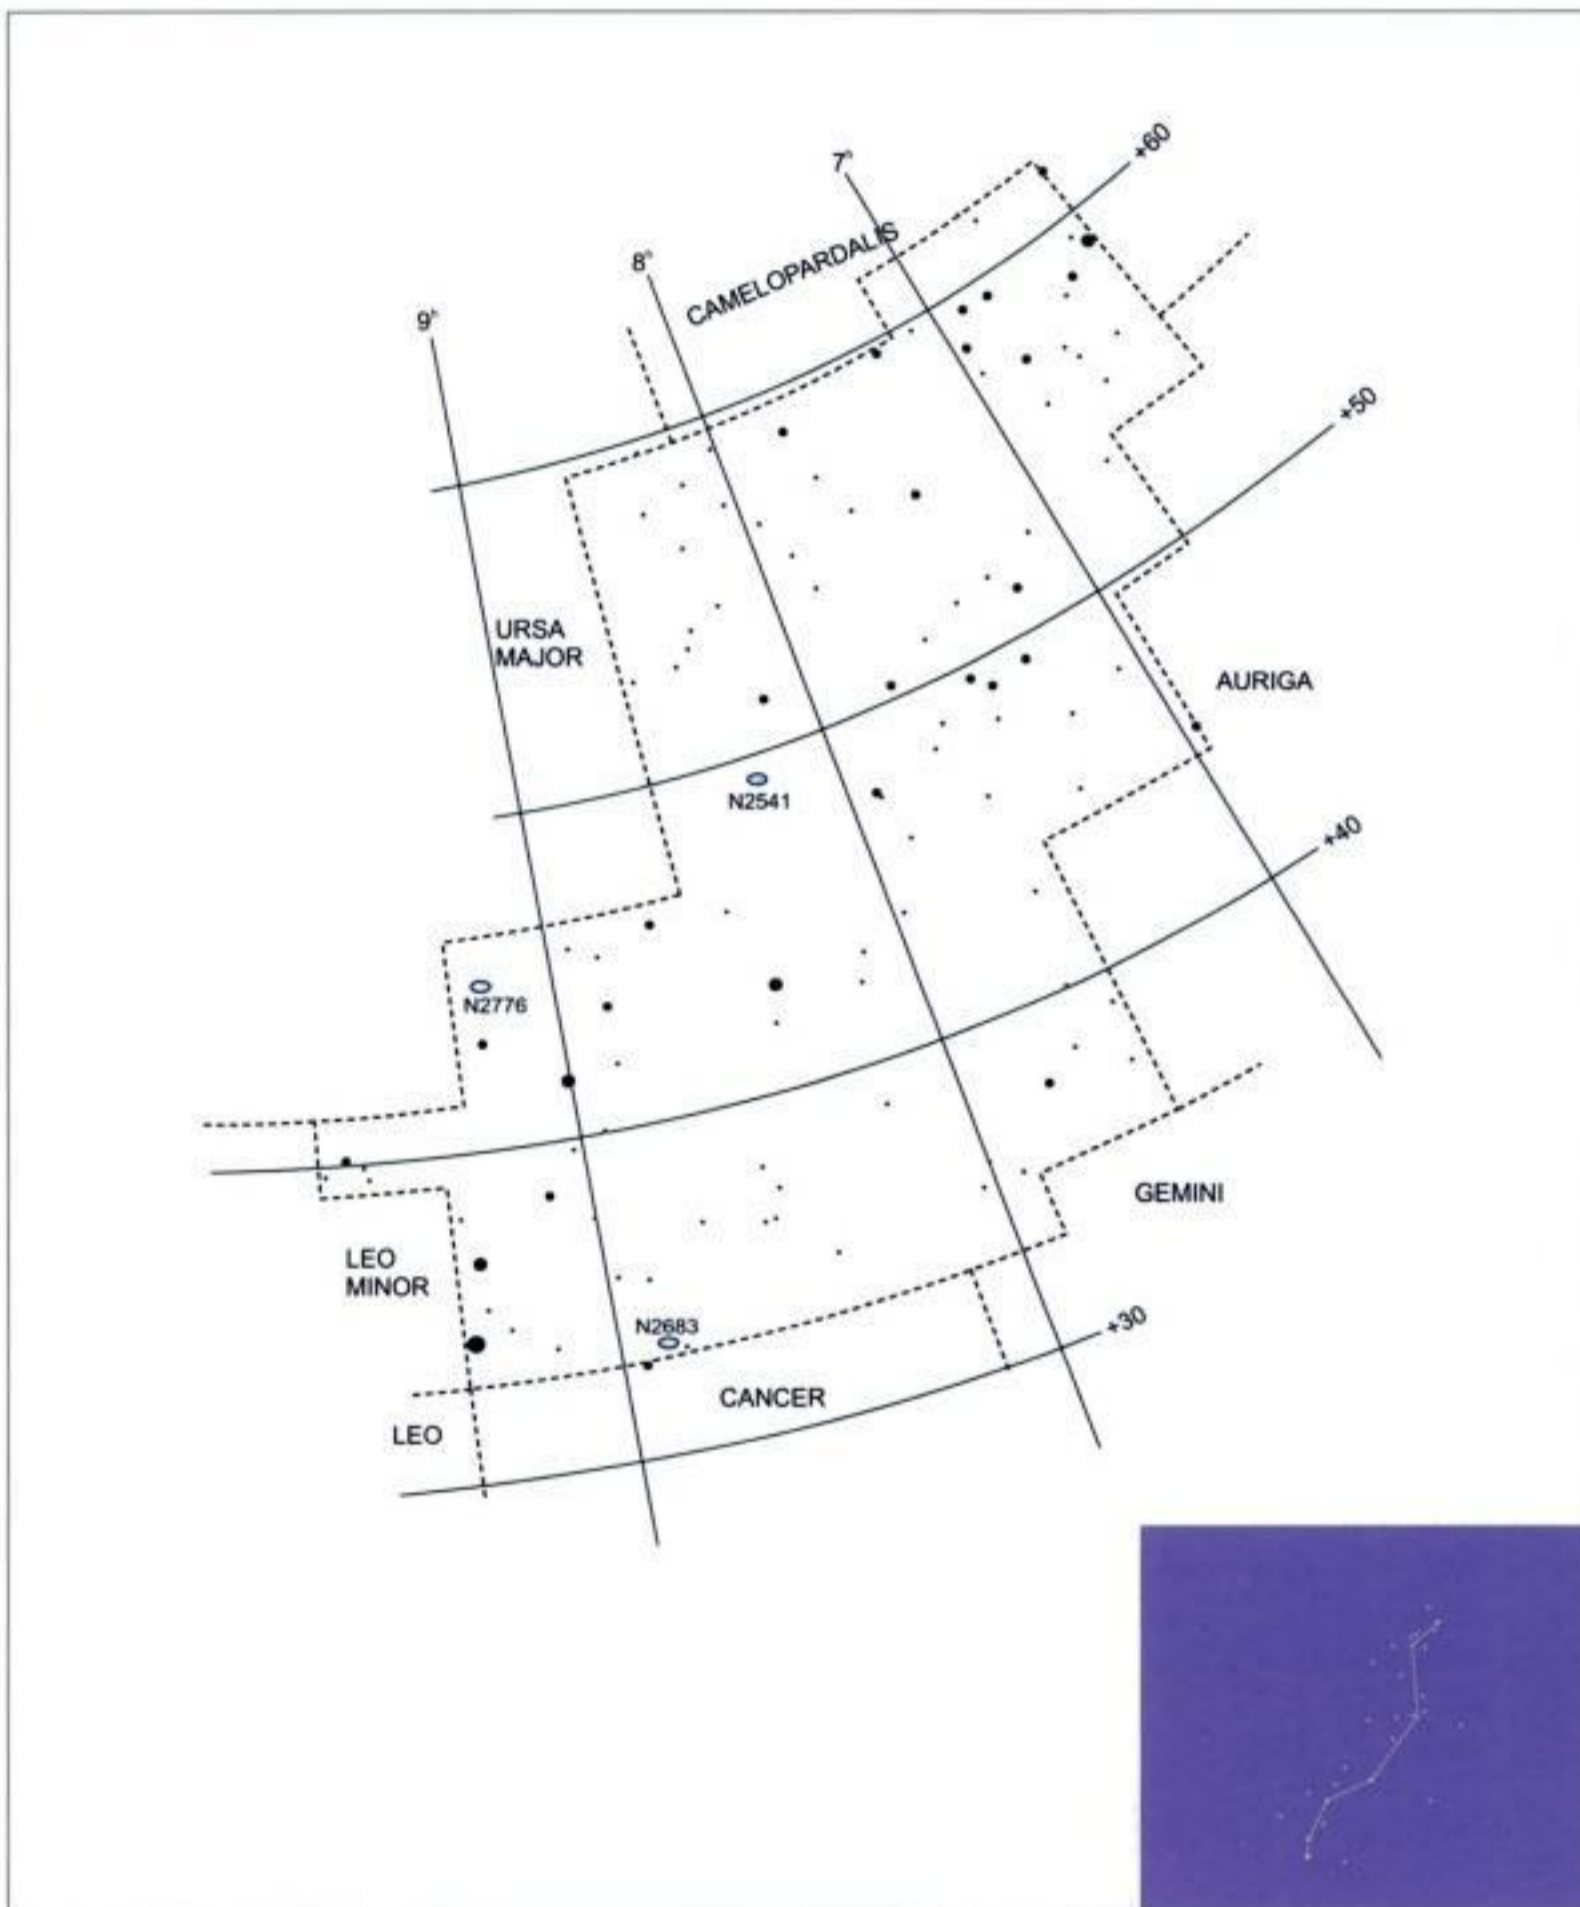 +60
7ʰ
CAMELOPARDALIS
8ʰ
9ʰ
+50
URSA
MAJOR
AURIGA
N2541
+40
N2776
GEMINI
LEO
MINOR
N2683
+30
CANCER
LEO